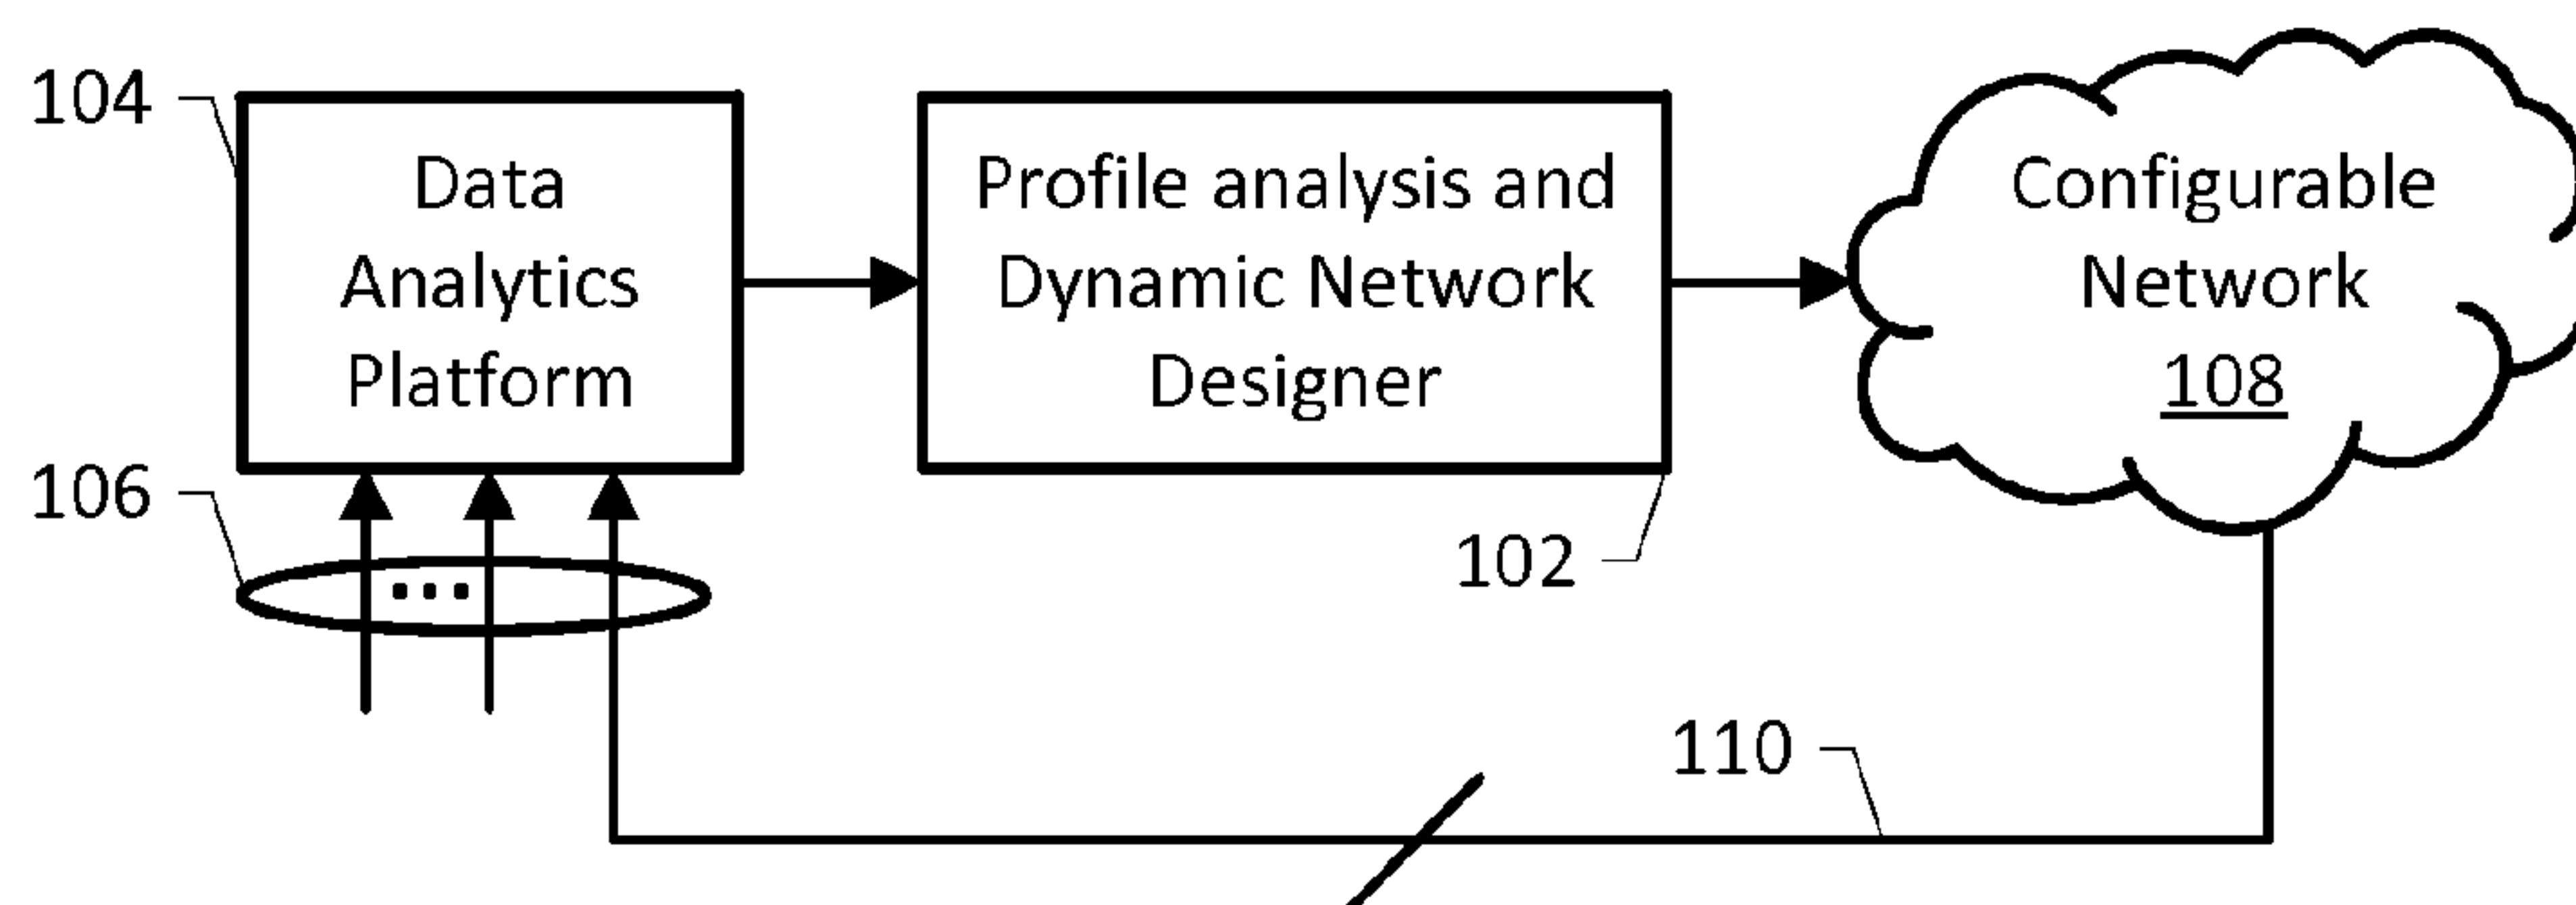 104
Data
Analytics
Platform
Profile analysis and
Dynamic Network
Designer
Configurable
Network
108
106
...
102
110